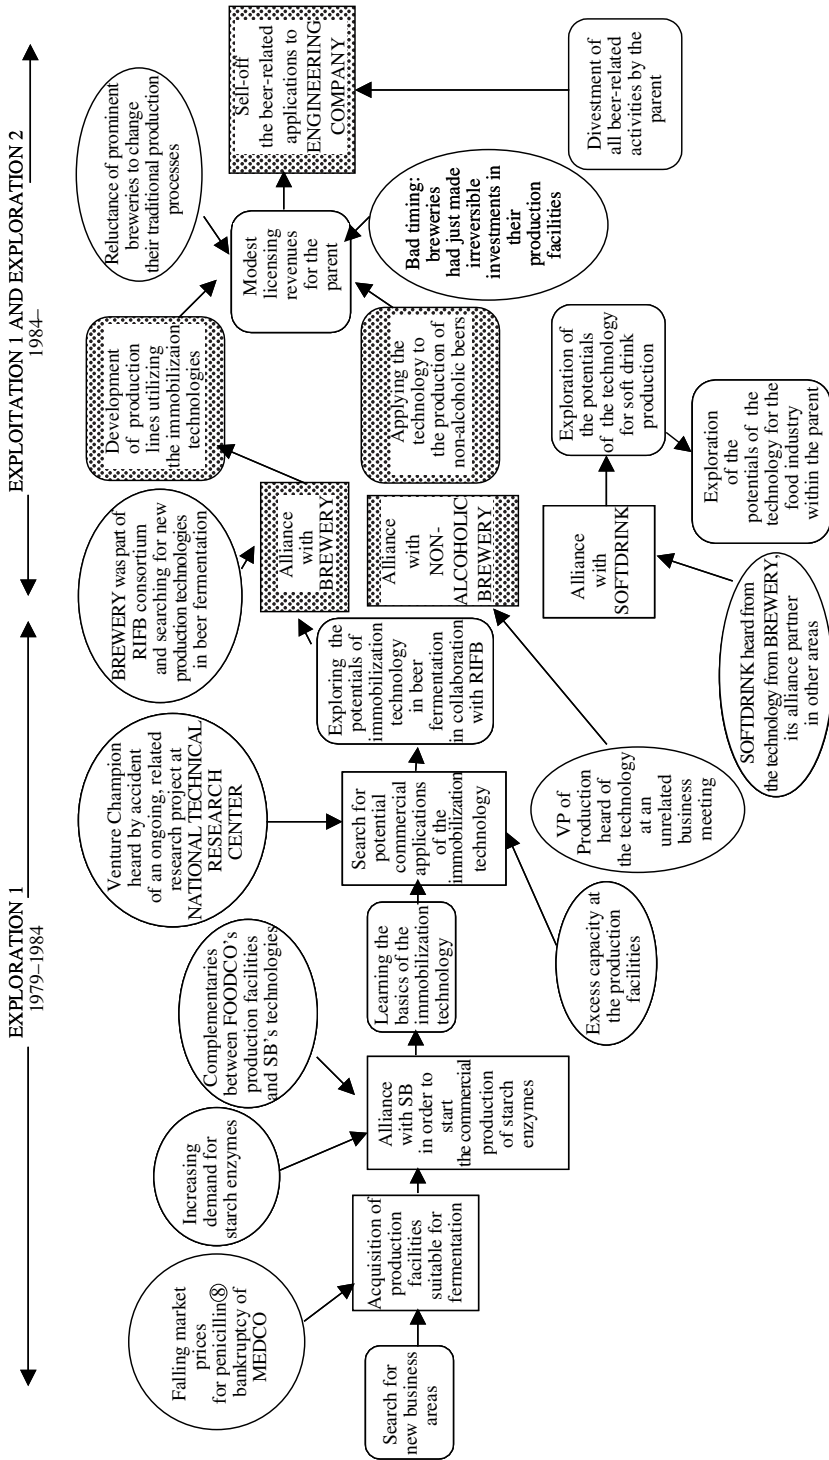 EXPLORATION 1
1979–1984
EXPLOITATION 1 AND EXPLORATION 2
1984–
Falling market
prices
for penicillin®
bankruptcy of
MEDCO
Increasing
demand for
starch enzymes
Complementaries
between FOODCO's
production facilities
and SB's technologies
Venture Champion
heard by accident
of an ongoing, related
research project at
NATIONAL TECHNICAL
RESEARCH
CENTER
BREWERY was part of
RIFB consortium
and searching for new
production technologies
in beer fermentation
Development
of production
lines utilizing
the immobilizaion
technologies
Reluctance of prominent
breweries to change
their traditional production
processes
Sell-off
the beer-related
applications to
ENGINEERING
COMPANY
Search for
new business
areas
Acquisition of
production
facilities
suitable for
fermentation
Alliance
with SB
in order to
start
the commercial
production
of starch
enzymes
Learning the
basics of the
immobilization
technology
Search for
potential
commercial
applications
of the
immobilization
technology
Exploring the
potentials of
immobilization
technology
in beer
fermentation
in collaboration
with RIFB
Alliance
with
BREWERY
Alliance
with
NON-
ALCOHOLIC
BREWERY
Applying the
technology to
the production of
non-alcoholic beers
Modest
licensing
revenues
for the
parent
Bad timing:
breweries
had just made
irreversible
investments in
their
production
facilities
Divestment of
all beer-related
activities by the
parent
Excess capacity at
the production
facilities
VP of
Production
heard of
the technology
at an
unrelated
business
meeting
Alliance
with
SOFTDRINK
Exploration of
the potentials
of the technology
for soft drink
production
Exploration
of the
potentials of the
technology for the
food industry
within the parent
SOFTDRINK heard from
the technology from BREWERY,
its alliance partner
in other areas